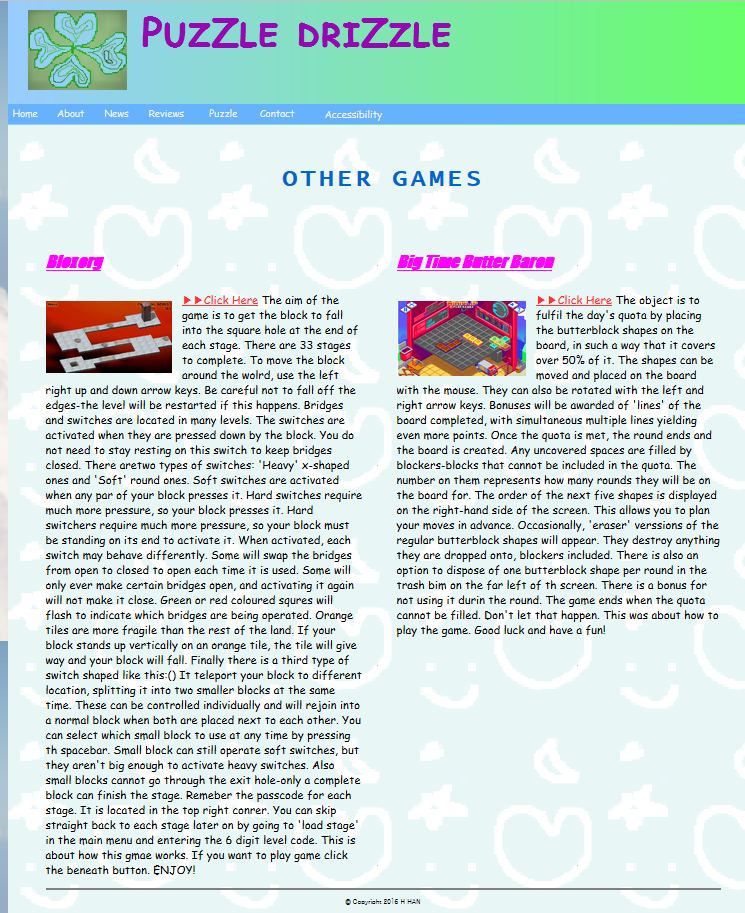 PuzZle driZzle
Home About News Reviews Puzzle Contact Accessibility
OTHER GAMES
Bloxorg
▶▶Click Here The aim of the
game is to get the block to fall
into the square hole at the end of
each stage. There are 33 stages
to complete. To move the block
around the wolrd, use the left
right up and down arrow keys. Be careful not to fall off the
edges-the level will be restarted if this happens. Bridges
and switches are located in many levels. The switches are
activated when they are pressed down by the block. You do
not need to stay resting on this switch to keep bridges
closed. There aretwo types of switches: 'Heavy' x-shaped
ones and 'Soft' round ones. Soft switches are activated
when any par of your block presses it. Hard switches require
much more pressure, so your block presses it. Hard
switchers require much more pressure, so your block must
be standing on its end to activate it. When activated, each
switch may behave differently. Some will swap the bridges
from open to closed to open each time it is used. Some will
only ever make certain bridges open, and activating it again
will not make it close. Green or red coloured squres will
flash to indicate which bridges are being operated. Orange
tiles are more fragile than the rest of the land. If your
block stands up vertically on an orange tile, the tile will give
way and your block will fall. Finally there is a third type of
switch shaped like this:() It teleport your block to different
location, splitting it into two smaller blocks at the same
time. These can be controlled individually and will rejoin into
a normal block when both are placed next to each other. You
can select which small block to use at any time by pressing
th spacebar. Small block can still operate soft switches, but
they aren't big enough to activate heavy switches. Also
small blocks cannot go through the exit hole-only a complete
block can finish the stage. Remeber the passcode for each
stage. It is located in the top right conrer. You can skip
straight back to each stage later on by going to 'load stage'
in the main menu and entering the 6 digit level code. This is
about how this gmae works. If you want to play game click
the beneath button. ENJOY!
Big Time Butter Baron
▶▶Click Here The object is to
fulfil the day's quota by placing
the butterblock shapes on the
board, in such a way that it covers
over 50% of it. The shapes can be
moved and placed on the board
with the mouse. They can also be rotated with the left and
right arrow keys. Bonuses will be awarded of 'lines' of the
board completed, with simultaneous multiple lines yielding
even more points. Once the quota is met, the round ends and
the board is created. Any uncovered spaces are filled by
blockers-blocks that cannot be included in the quota. The
number on them represents how many rounds they will be on
the board for. The order of the next five shapes is displayed
on the right-hand side of the screen. This allows you to plan
your moves in advance. Occasionally, 'eraser' verssions of the
regular butterblock shapes will appear. They destroy anything
they are dropped onto, blockers included. There is also an
option to dispose of one butterblock shape per round in the
trash bim on the far left of th screen. There is a bonus for
not using it durin the round. The game ends when the quota
cannot be filled. Don't let that happen. This was about how to
play the game. Good luck and have a fun!
© Copyright 2016 H HAN